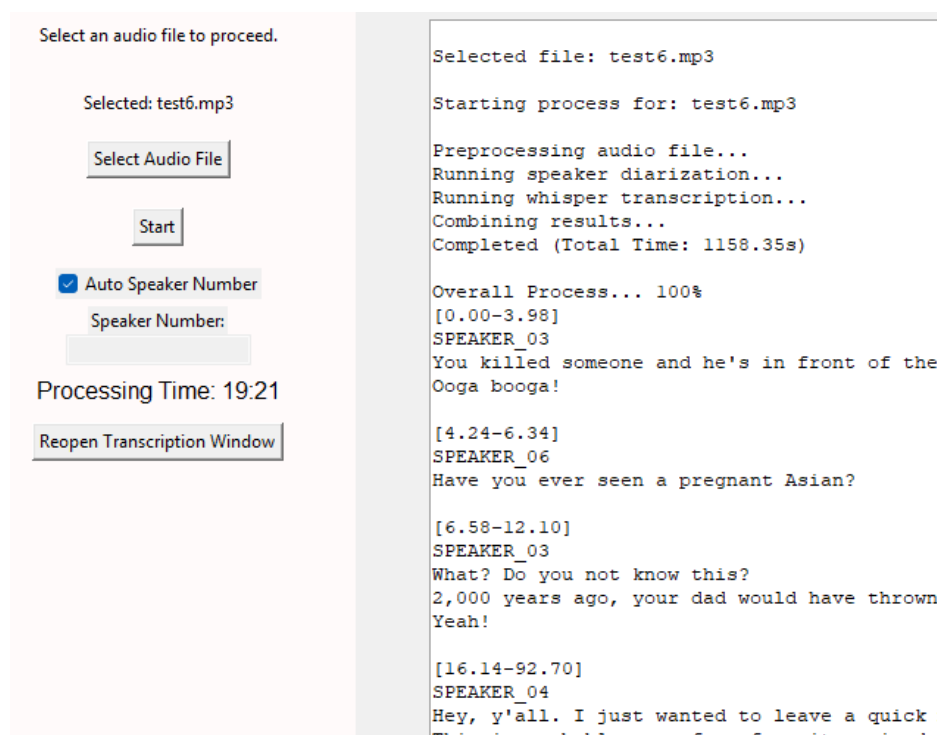 Select an audio file to proceed.
Selected: test6.mp3
Select Audio File
Start
Auto Speaker Number
Speaker Number:
Processing Time: 19:21
Reopen Transcription Window
Selected file: test6.mp3
Starting process for: test6.mp3
Preprocessing audio file...
Running speaker diarization...
Running whisper transcription...
Combining results...
Completed (Total Time: 1158.35s)
Overall Process... 100%
[0.00-3.98]
SPEAKER_03
You killed someone and he's in front of the
Ooga booga!
[4.24-6.34]
SPEAKER_06
Have you ever seen a pregnant Asian?
[6.58-12.10]
SPEAKER_03
What? Do you not know this?
2,000 years ago, your dad would have thrown
Yeah!
[16.14-92.70]
SPEAKER_04
Hey, y'all. I just wanted to leave a quick